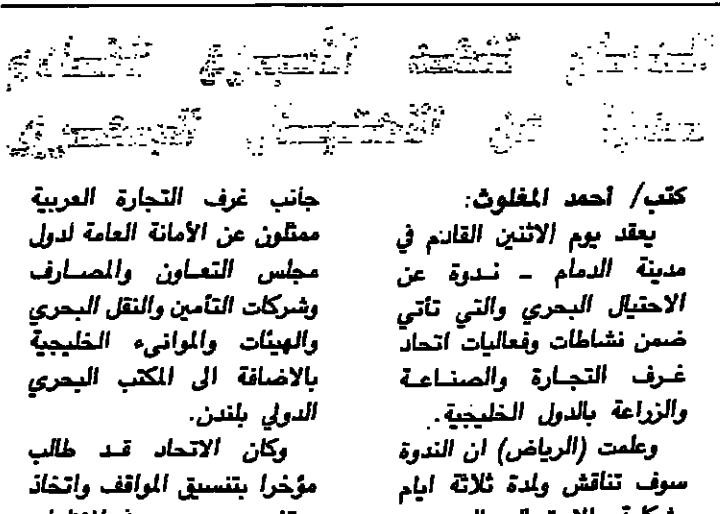 كتب/ أحمد المغلوث:
يعقد يوم الاثنين القادم في
مدينة الدمام ـ ندوة عن
الاحتيال البحري والتي تأتي
ضمن نشاطات وفعاليات اتحاد
غرف التجارة والصناعة
والزراعة بالدول الخليجية.
وعلمت (الرياض) ان الندوة
سوف تناقش ولمدة ثلاثة ايام
جانب غرف التجارة العربية
ممثلون عن الأمانة العامة لدول
مجلس التعاون والمصارف
وشركات التأمين والنقل البحري
والهيئات والموانىء الخليجية
بالاضافة الى المكتب البحري
الدولي بلندن.
وكان الاتحاد قد طالب
مؤخرا بتنسيق المواقف واتخاذ